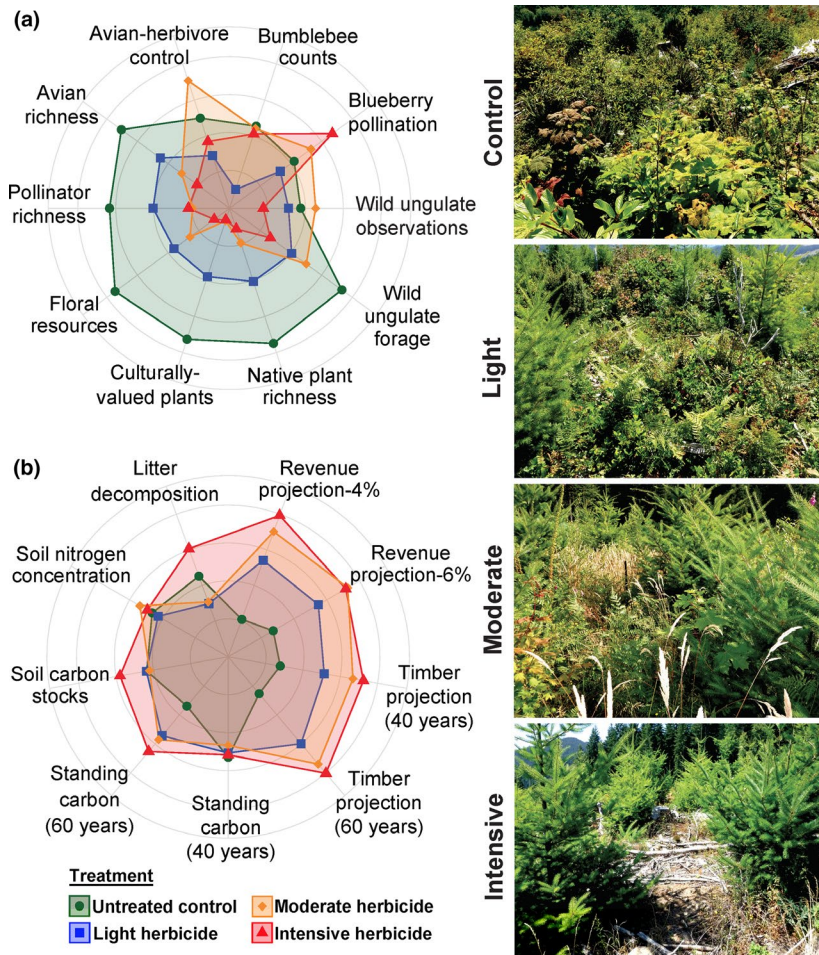 (a)
Avian-herbivore
control
Bumblebee
counts
Avian
richness
Blueberry
pollination
Pollinator
richness
Wild ungulate
observations
Floral
resources
Wild
ungulate
forage
Culturally-
valued plants
Native plant
richness
(b)
Litter
decomposition
Revenue
projection-4%
Soil nitrogen
concentration
Revenue
projection-6%
Soil carbon
stocks
Timber
projection
(40 years)
Standing
carbon
(60 years)
Standing
carbon
(40 years)
Timber
projection
(60 years)
Treatment
Untreated control
Moderate herbicide
Light herbicide
Intensive herbicide
Control
Light
Moderate
Intensive